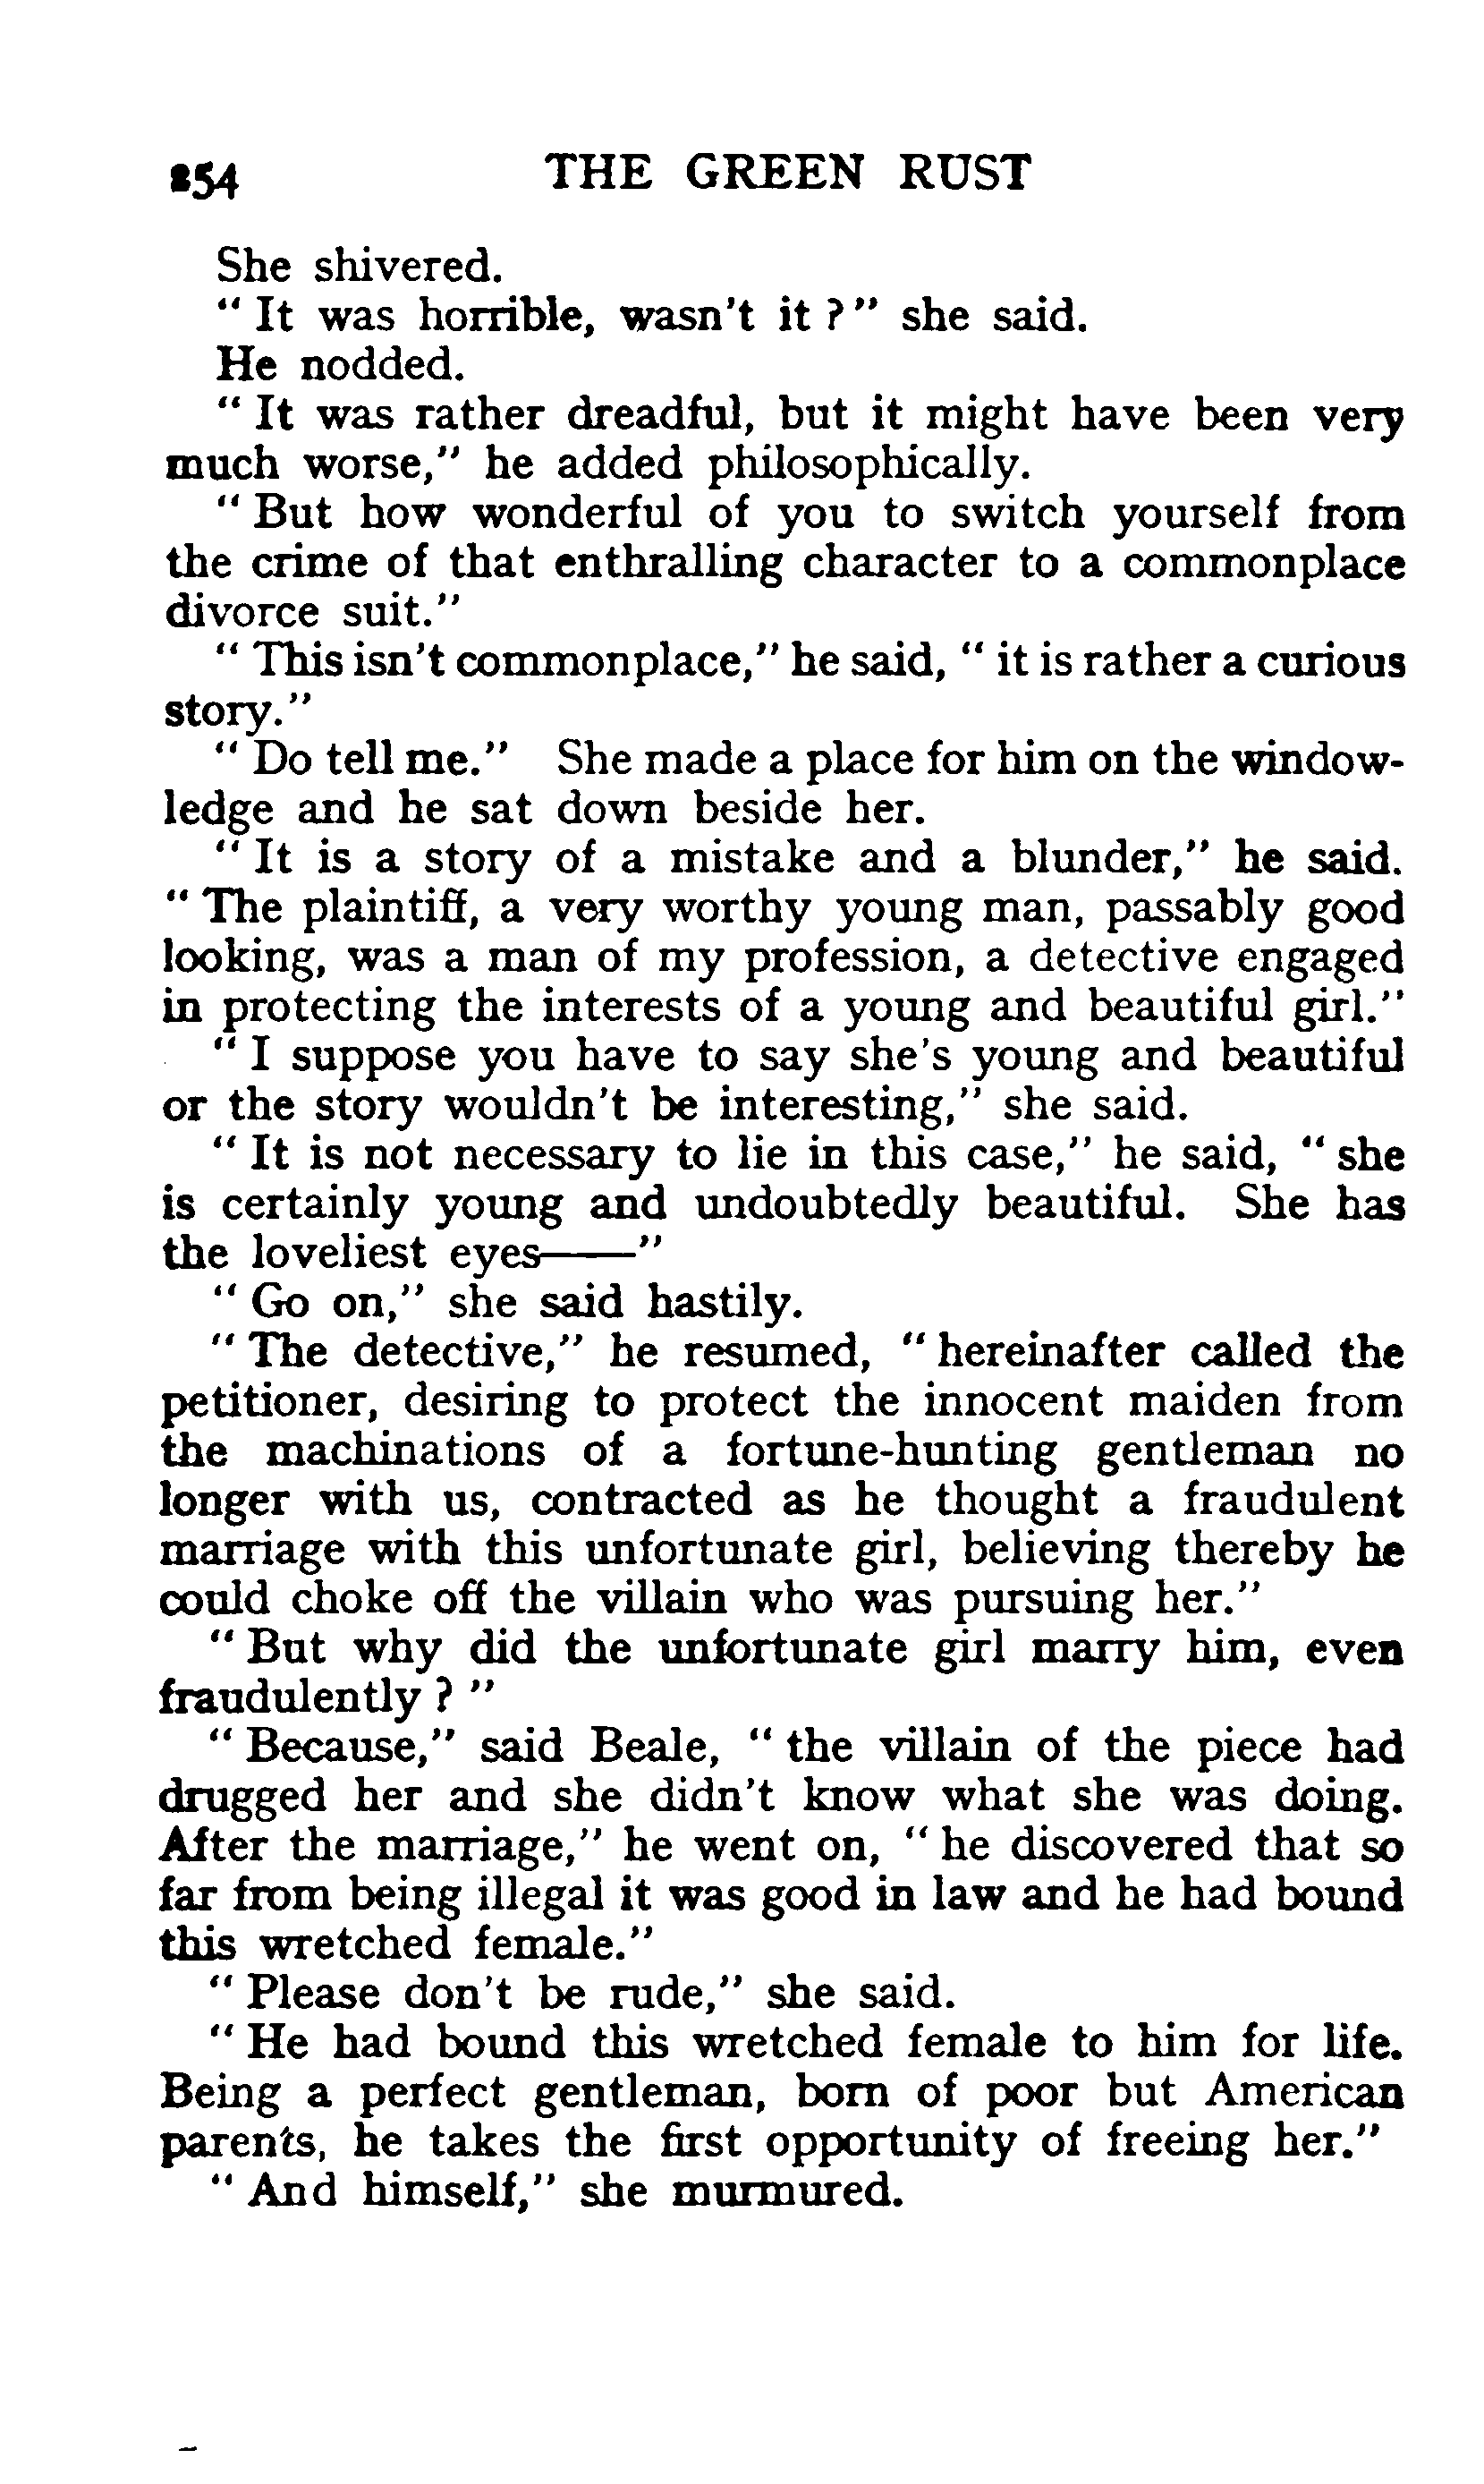 254 THE GREEN RUST
She shivered.
" It was horrible, wasn't it ? " she said.
He nodded.
" It was rather dreadful, but it might have been very
much worse," he added philosophically.
" But how wonderful of you to switch yourself from
the crime of that enthralling character to a commonplace
divorce suit."
" This isn't commonplace," he said, " it is rather a curious
story."
" Do tell me." She made a place for him on the window-
ledge and he sat down beside her.
" It is a story of a mistake and a blunder," he said.
" The plaintiff, a very worthy young man, passably good
looking, was a man of my profession, a detective engaged
in protecting the interests of a young and beautiful girl."
" I suppose you have to say she's young and beautiful
or the story wouldn't be interesting," she said.
" It is not necessary to lie in this case," he said, " she
is certainly young and undoubtedly beautiful. She has
the loveliest eyes——"
" Go on," she said hastily.
" The detective," he resumed, " hereinafter called the
petitioner, desiring to protect the innocent maiden from
the machinations of a fortune-hunting gentleman no
longer with us, contracted as he thought a fraudulent
marriage with this unfortunate girl, believing thereby he
could choke off the villain who was pursuing her."
" But why did the unfortunate girl marry him, even
fraudulently ? "
" Because," said Beale, " the villain of the piece had
drugged her and she didn't know what she was doing.
After the marriage," he went on, " he discovered that so
far from being illegal it was good in law and he had bound
this wretched female."
" Please don't be rude," she said.
" He had bound this wretched female to him for life.
Being a perfect gentleman, born of poor but American
parents, he takes the first opportunity of freeing her."
" And himself," she murmured.